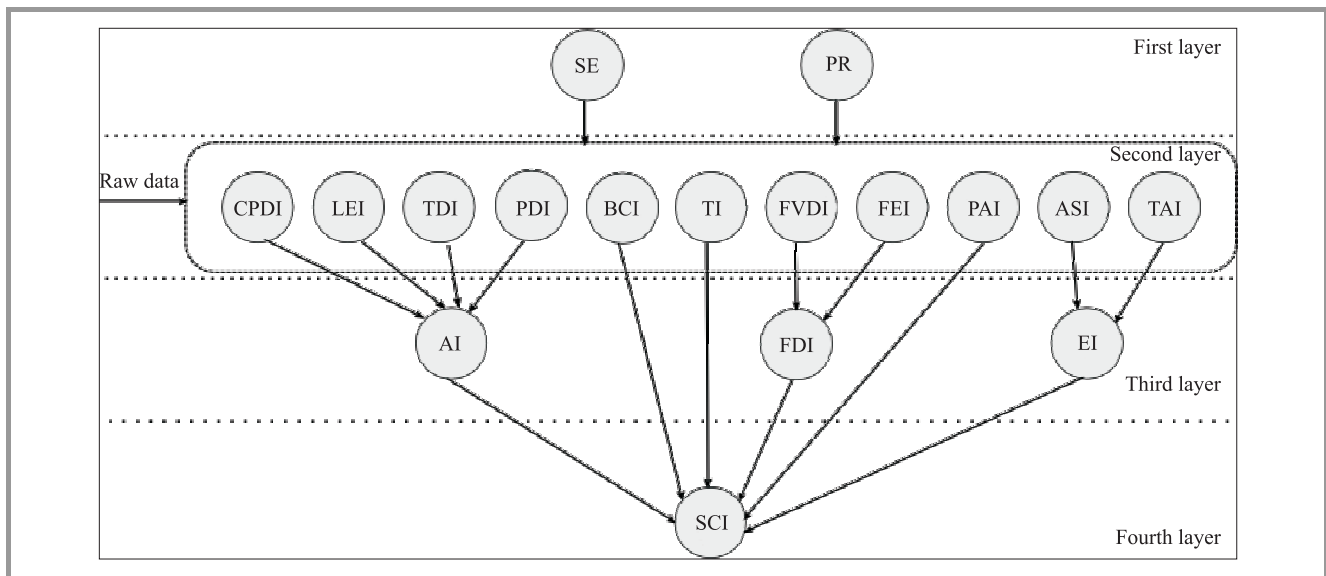 First layer
SE
PR
Second layer
Raw data
CPDI
LEI
TDI
PDI
BCI
TI
FVDI
FEI
PAI
ASI
TAI
AI
FDI
EI
Third layer
SCI
Fourth layer